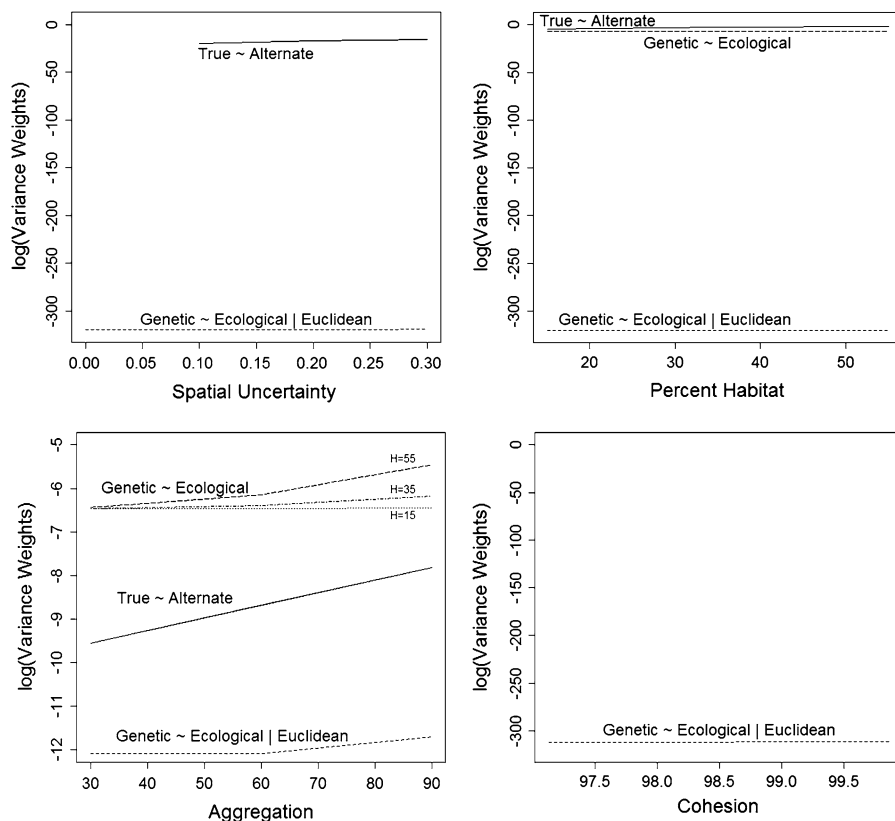 log(Variance Weights)
0
-50
-100
-150
-200
-250
-300
True ~ Alternate
Genetic ~ Ecological | Euclidean
0.00 0.05 0.10 0.15 0.20 0.25 0.30
Spatial Uncertainty
log(Variance Weights)
0
-50
-100
-150
-200
-250
-300
True ~ Alternate
Genetic ~ Ecological
Genetic ~ Ecological | Euclidean
20 30 40 50
Percent Habitat
log(Variance Weights)
-5
-6
-7
-8
-9
-10
-11
-12
H=55
Genetic ~ Ecological
H=35
H=15
True ~ Alternate
Genetic ~ Ecological | Euclidean
30 40 50 60 70 80 90
Aggregation
log(Variance Weights)
0
-50
-100
-150
-200
-250
-300
Genetic ~ Ecological | Euclidean
97.5 98.0 98.5 99.0 99.5
Cohesion